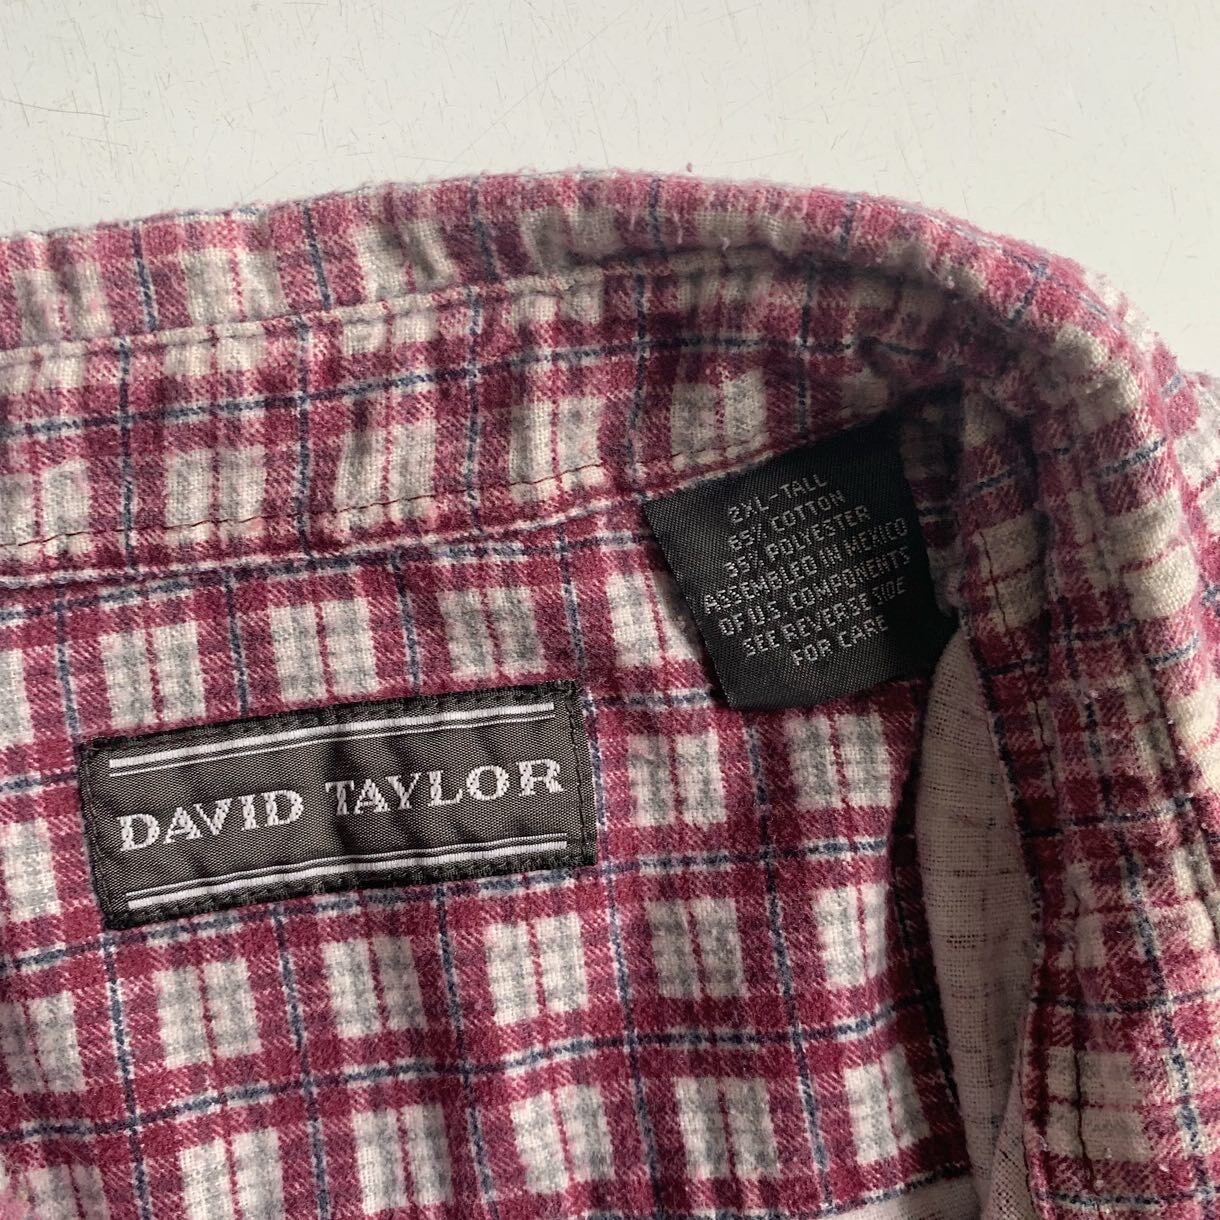 2XL-TALL
65% COTTON
35% POLYESTER
ASSEMBLED IN MEXICO
OF U.S. COMPONENTS
SEE REVERSE SIDE
FOR CARE
DAVID TAYLOR